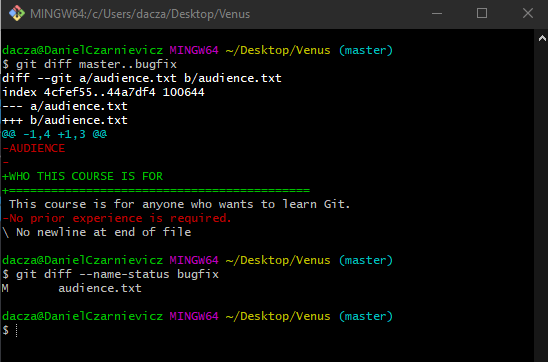 MINGW64:/c/Users/dacza/Desktop/Venus
dacza@DanielCzarnievicz MINGW64 ~/Desktop/Venus (master)
$ git diff master..bugfix
diff --git a/audience.txt b/audience.txt
index 4cfef55..44a7df4 100644
--- a/audience.txt
+++ b/audience.txt
@@ -1,4 +1,3 @@
-AUDIENCE
-
+WHO THIS COURSE IS FOR
+===========================================
 This course is for anyone who wants to learn Git.
-No prior experience is required.
\ No newline at end of file
dacza@DanielCzarnievicz MINGW64 ~/Desktop/Venus (master)
$ git diff --name-status bugfix
M       audience.txt
dacza@DanielCzarnievicz MINGW64 ~/Desktop/Venus (master)
$